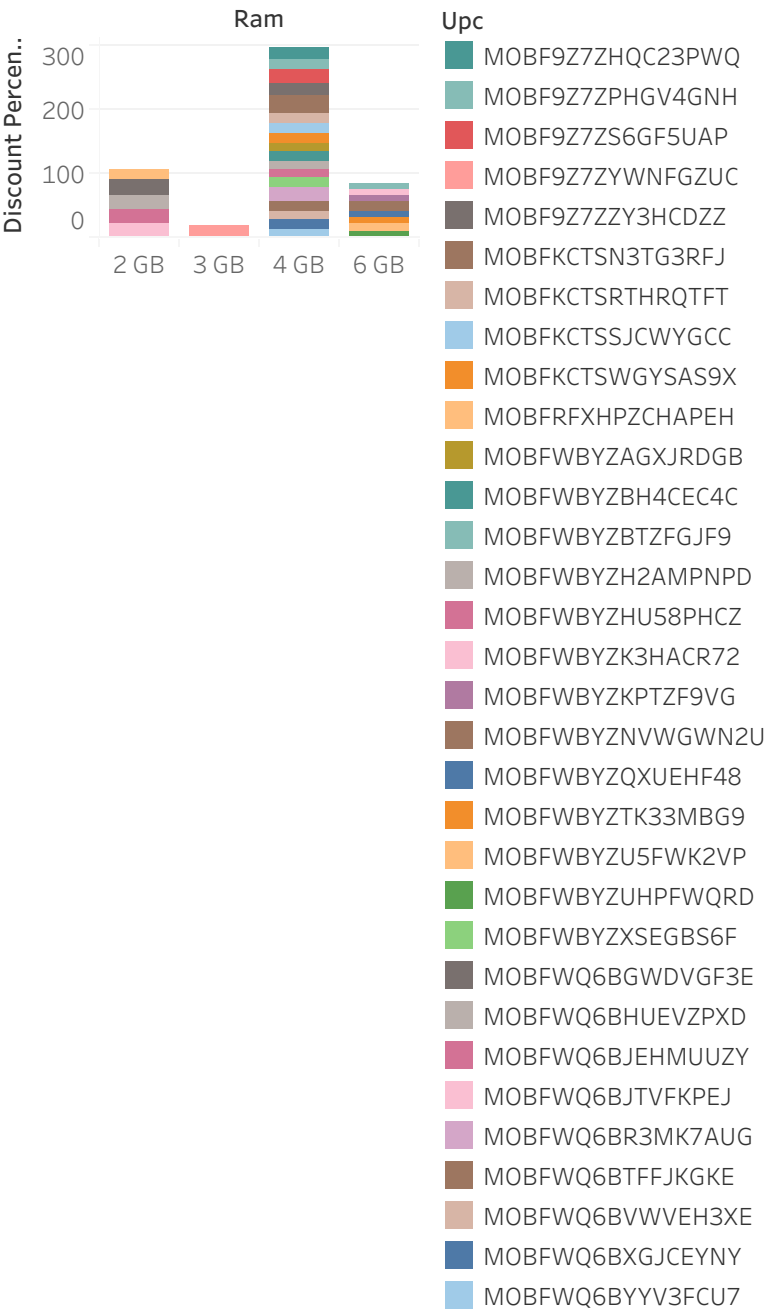 Ram
Discount Percen..
300
200
100
0
2 GB
3 GB
4 GB
6 GB
Upc
MOBF9Z7ZHQC23PWQ
MOBF9Z7ZPHGV4GNH
MOBF9Z7ZS6GF5UAP
MOBF9Z7ZYWNFGZUC
MOBF9Z7ZZY3HCDZZ
MOBFKCTSN3TG3RFJ
MOBFKCTSRTHRQTFT
MOBFKCTSSJCWYGCC
MOBFKCTSWGYSAS9X
MOBFRFXHPZCHAPEH
MOBFWBYZAGXJRDGB
MOBFWBYZBH4CEC4C
MOBFWBYZBTZFGJF9
MOBFWBYZH2AMPNPD
MOBFWBYZHU58PHCZ
MOBFWBYZK3HACR72
MOBFWBYZKPTZF9VG
MOBFWBYZNVWGWN2U
MOBFWBYZQXUEHF48
MOBFWBYZTK33MBG9
MOBFWBYZU5FWK2VP
MOBFWBYZUHPFWQRD
MOBFWBYZXSEGBS6F
MOBFWQ6BGWDVGF3E
MOBFWQ6BHUEVZPXD
MOBFWQ6BJEHMUUZY
MOBFWQ6BJTVFKPEJ
MOBFWQ6BR3MK7AUG
MOBFWQ6BTFFJKGKE
MOBFWQ6BVWVEH3XE
MOBFWQ6BXGJCEYNY
MOBFWQ6BYYV3FCU7